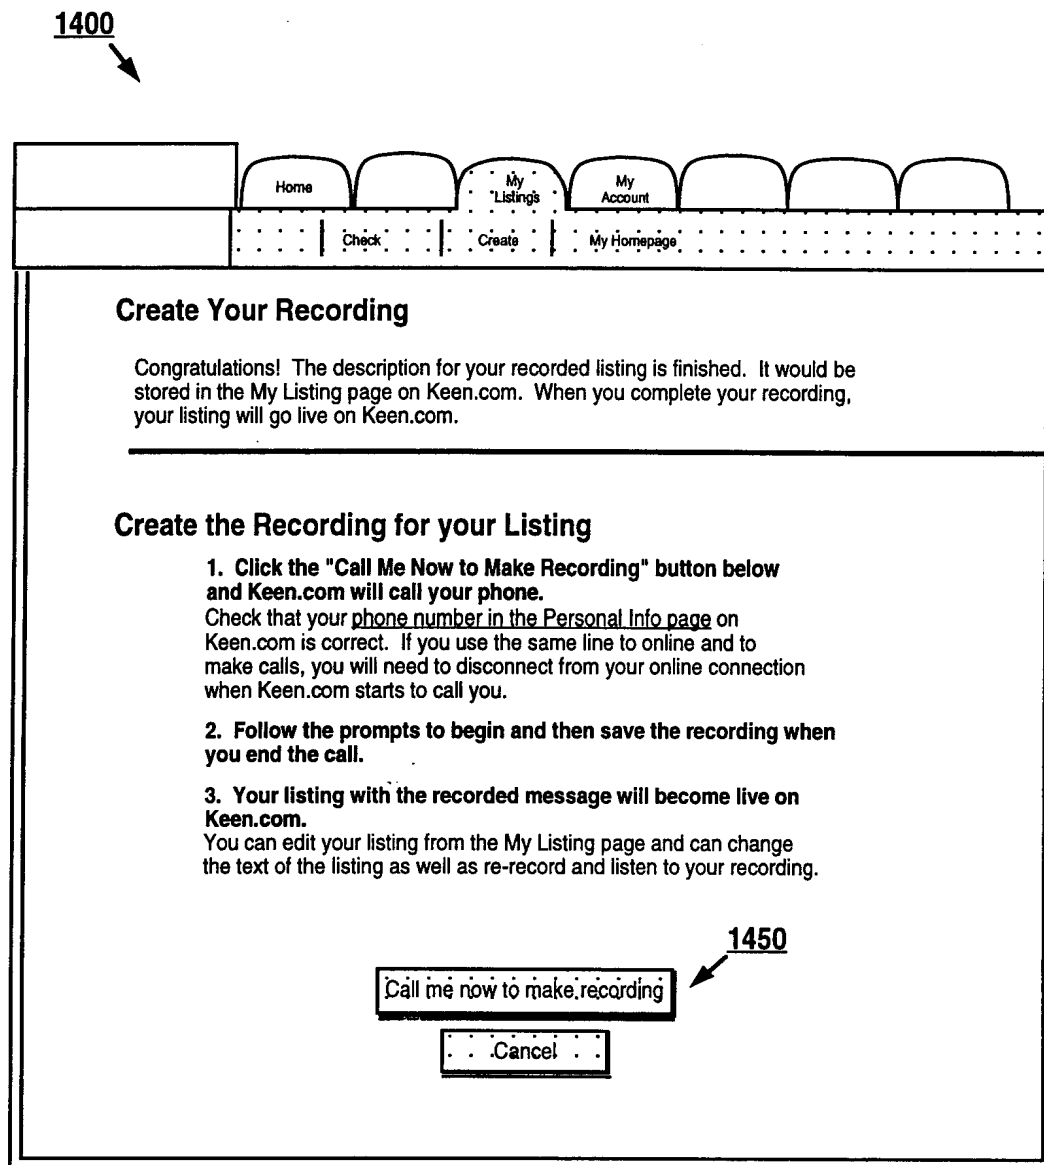 1400
Home
My
Listings
My
Account
Check
Create
My Homepage
Create Your Recording
Congratulations! The description for your recorded listing is finished. It would be
stored in the My Listing page on Keen.com. When you complete your recording,
your listing will go live on Keen.com.
Create the Recording for your Listing
1. Click the "Call Me Now to Make Recording" button below
and Keen.com will call your phone.
Check that your phone number in the Personal Info page on
Keen.com is correct. If you use the same line to online and to
make calls, you will need to disconnect from your online connection
when Keen.com starts to call you.
2. Follow the prompts to begin and then save the recording when
you end the call.
3. Your listing with the recorded message will become live on
Keen.com.
You can edit your listing from the My Listing page and can change
the text of the listing as well as re-record and listen to your recording.
1450
Call me now to make recording
Cancel